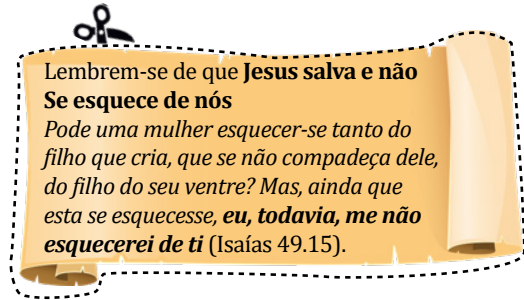 Lembrem-se de que Jesus salva e não
Se esquece de nós
Pode uma mulher esquecer-se tanto do
filho que cria, que se não compadeça dele,
do filho do seu ventre? Mas, ainda que
esta se esquecesse, eu, todavia, me não
esquecerei de ti (Isaías 49.15).